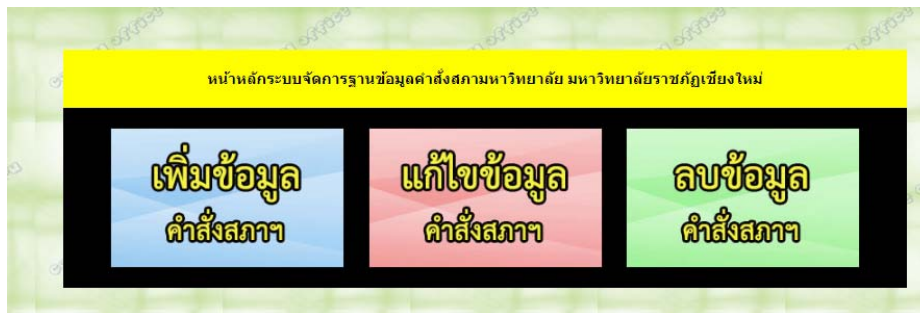 หน้าหลักระบบจัดการฐานข้อมูลคำสั่งสภามหาวิทยาลัย มหาวิทยาลัยราชภัฏเชียงใหม่
เพิ่มข้อมูล
คำสั่งสภาฯ
แก้ไขข้อมูล
คำสั่งสภาฯ
ลบข้อมูล
คำสั่งสภาฯ